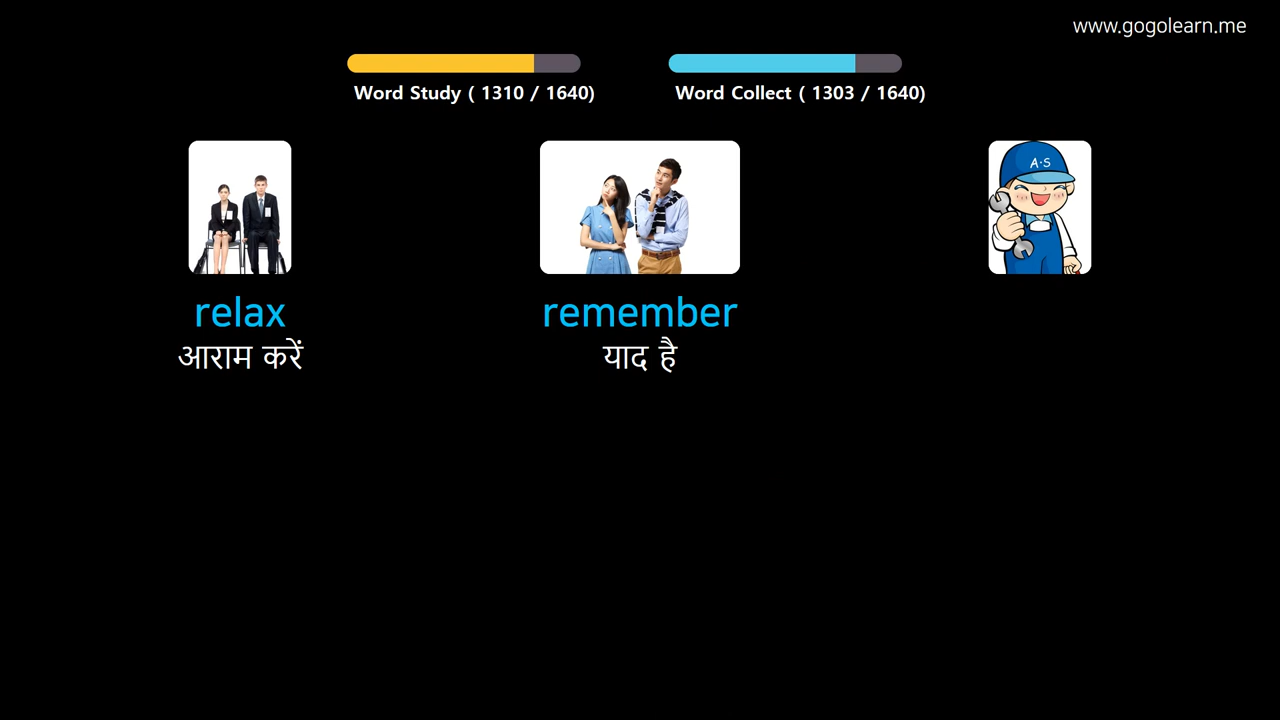 www.gogolearn.me
Word Study ( 1310 / 1640)
Word Collect ( 1303 / 1640)
A·S
relax
remember
आराम करें
याद है